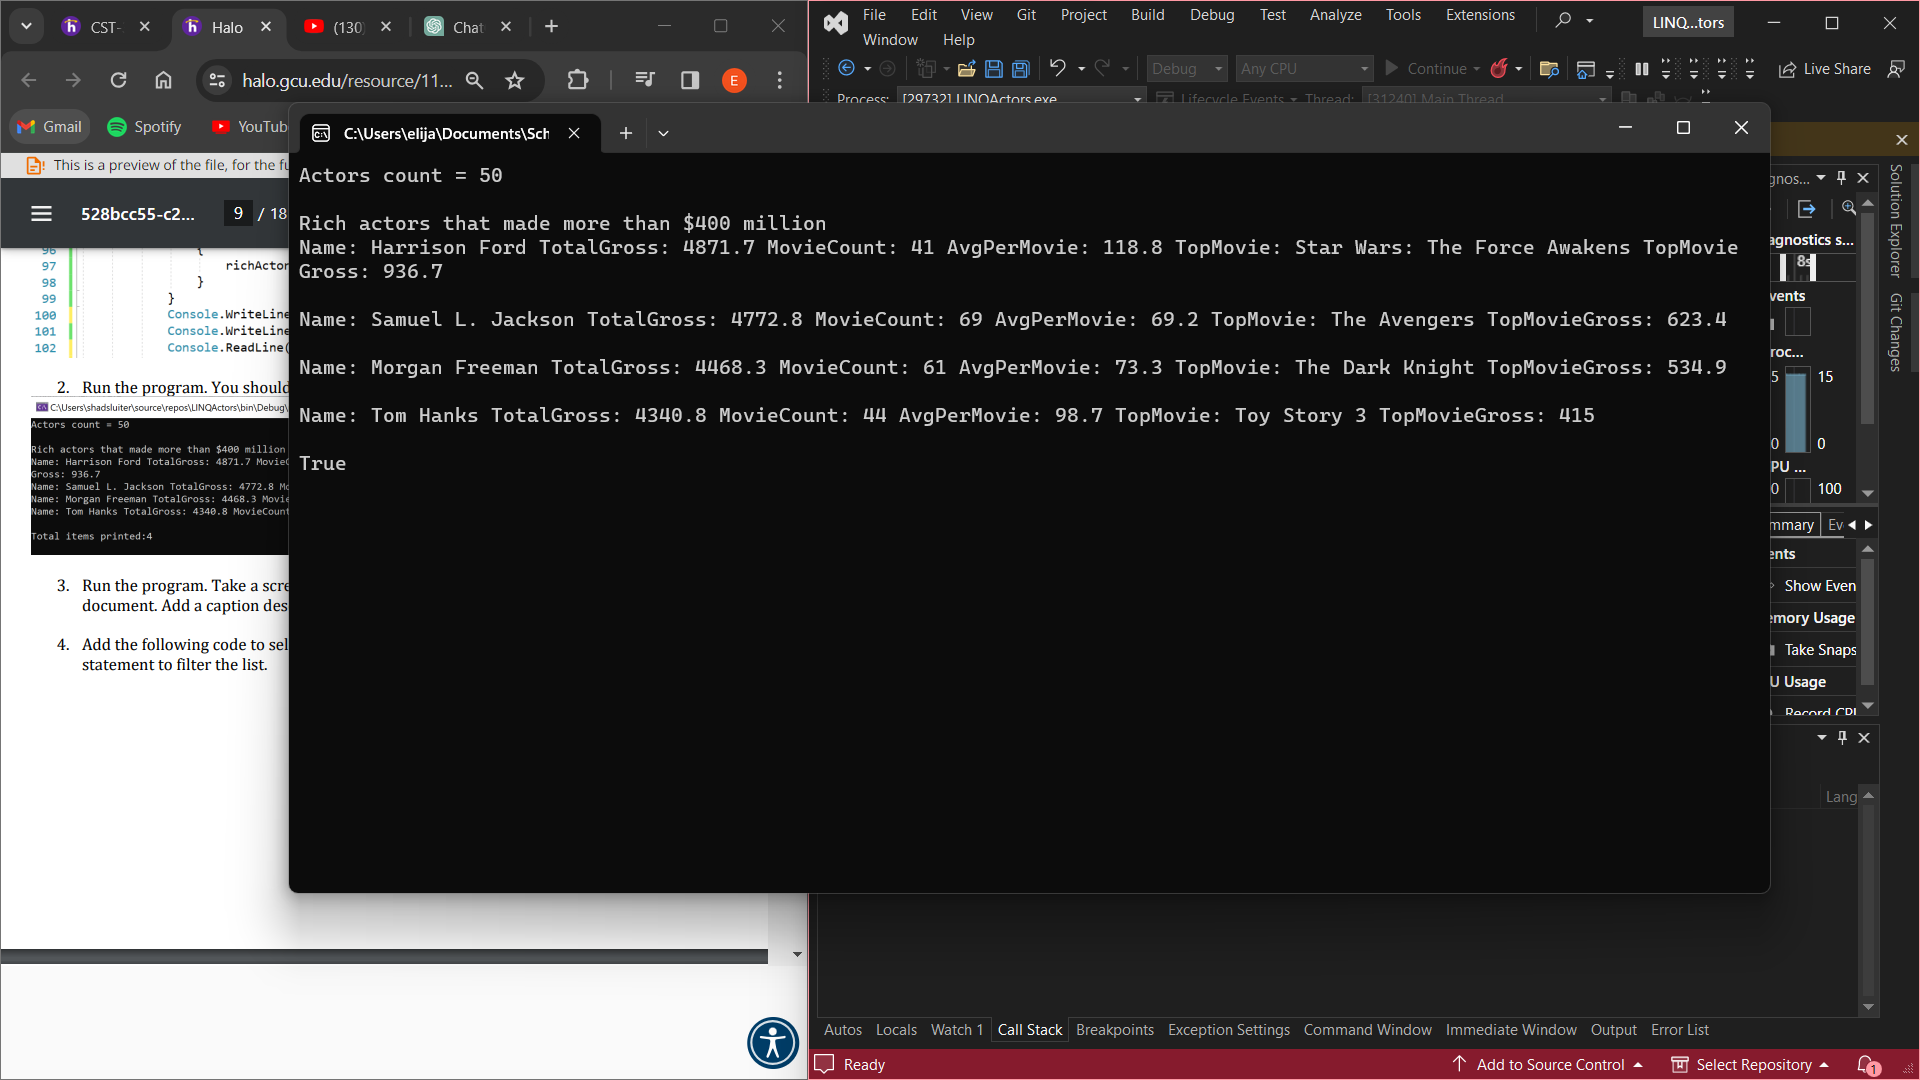 CST-
Halo
(130)
Chat
halo.gcu.edu/resource/11...
E
Gmail
Spotify
YouTub
This is a preview of the file, for the fu
528bcc55-c2...
9 / 18
96 {
97 richActor
98 }
99 }
100 Console.WriteLine
101 Console.WriteLine
102 Console.ReadLine(
2. Run the program. You should
C:\Users\shadsluiter\source\repos\LINQActors\bin\Debug\
Actors count = 50
Rich actors that made more than $400 million
Name: Harrison Ford TotalGross: 4871.7 MovieC
Gross: 936.7
Name: Samuel L. Jackson TotalGross: 4772.8 Mo
Name: Morgan Freeman TotalGross: 4468.3 Movie
Name: Tom Hanks TotalGross: 4340.8 MovieCount
Total items printed:4
3. Run the program. Take a scre
document. Add a caption des
4. Add the following code to sel
statement to filter the list.
File Edit View Git Project Build Debug Test Analyze Tools Extensions
Window Help
LINQ...tors
Debug Any CPU Continue Live Share
Process: [29732] LINQActors.exe Lifecycle Events Thread: [31240] Main Thread
C:\Users\elija\Documents\Sch
Actors count = 50
Rich actors that made more than $400 million
Name: Harrison Ford TotalGross: 4871.7 MovieCount: 41 AvgPerMovie: 118.8 TopMovie: Star Wars: The Force Awakens TopMovie
Gross: 936.7
Name: Samuel L. Jackson TotalGross: 4772.8 MovieCount: 69 AvgPerMovie: 69.2 TopMovie: The Avengers TopMovieGross: 623.4
Name: Morgan Freeman TotalGross: 4468.3 MovieCount: 61 AvgPerMovie: 73.3 TopMovie: The Dark Knight TopMovieGross: 534.9
Name: Tom Hanks TotalGross: 4340.8 MovieCount: 44 AvgPerMovie: 98.7 TopMovie: Toy Story 3 TopMovieGross: 415
True
gnos...
agnostics s...
8s
vents
roc...
5 15
0 0
PU ...
0 100
mmary Ev
ents
Show Even
emory Usage
Take Snaps
U Usage
Record CPU
Lang
Solution Explorer
Git Changes
Autos Locals Watch 1 Call Stack Breakpoints Exception Settings Command Window Immediate Window Output Error List
Ready
Add to Source Control
Select Repository
1